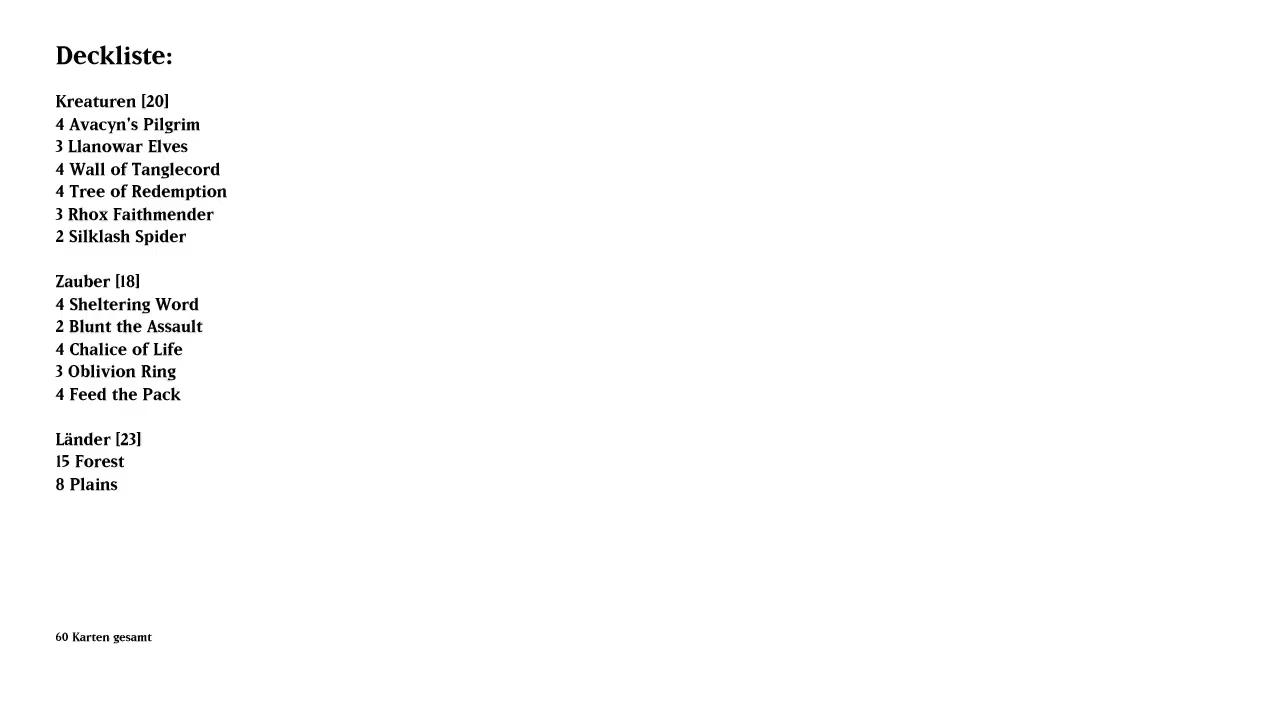 Deckliste:
Kreaturen [20]
4 Avacyn's Pilgrim
3 Llanowar Elves
4 Wall of Tanglecord
4 Tree of Redemption
3 Rhox Faithmender
2 Silklash Spider
Zauber [18]
4 Sheltering Word
2 Blunt the Assault
4 Chalice of Life
3 Oblivion Ring
4 Feed the Pack
Länder [23]
15 Forest
8 Plains
60 Karten gesamt